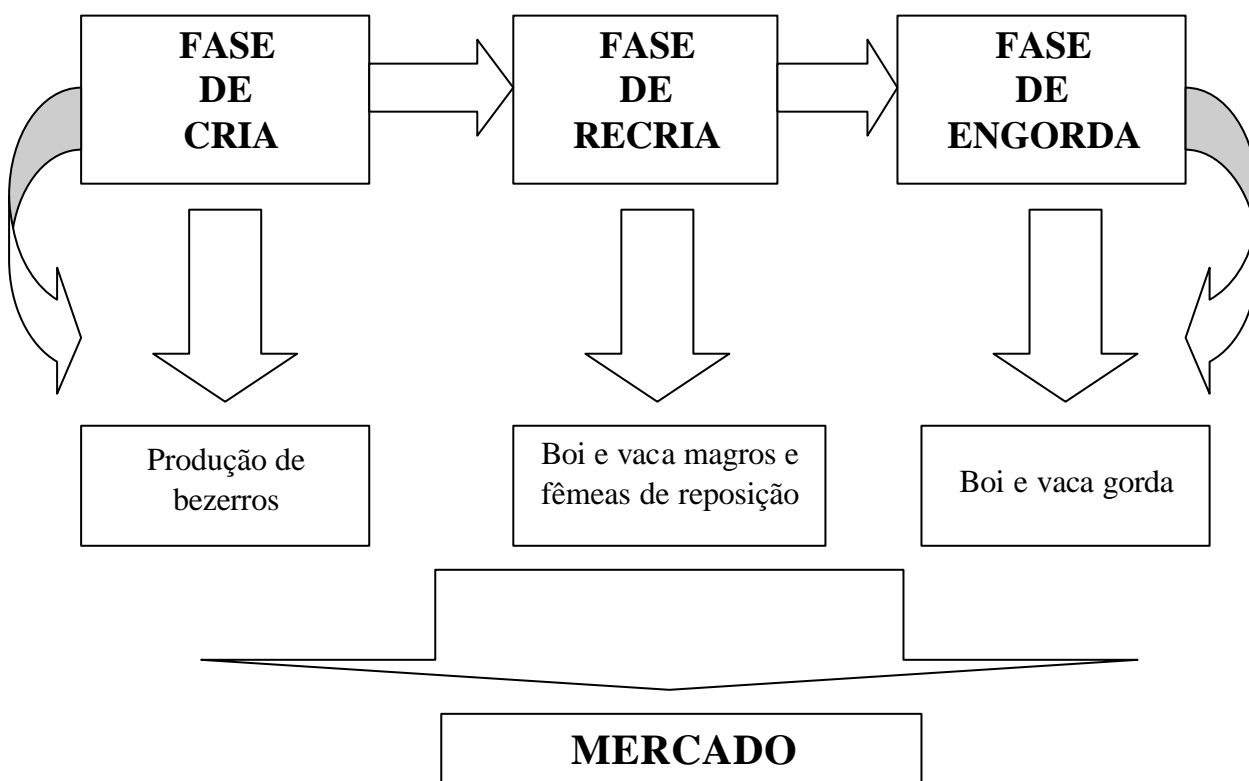 FASE
DE
CRIA
FASE
DE
RECRIA
FASE
DE
ENGORDA
Produção de
bezerros
Boi e vaca magros e
fêmeas de reposição
Boi e vaca gorda
MERCADO